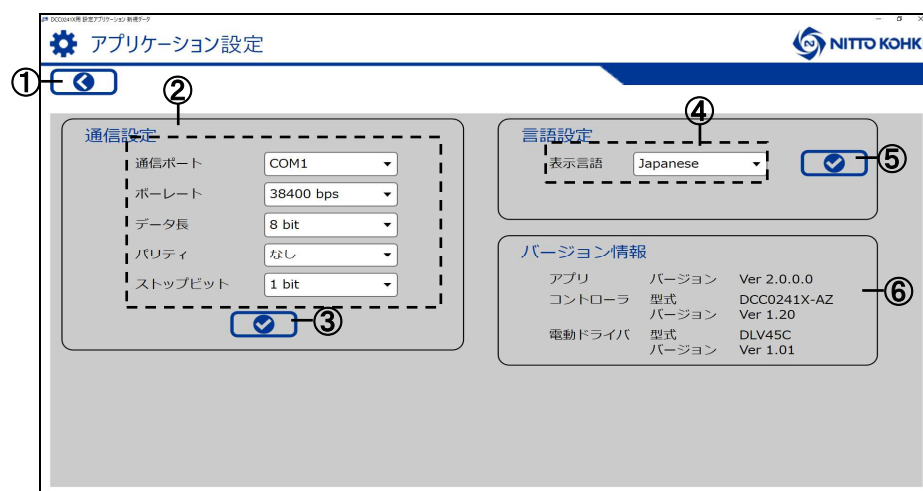 DCC0241X用 設定アプリケーション 新規データ
アプリケーション設定
NITTO KOHK
①
②
④
通信設定
言語設定
通信ポート COM1
表示言語 Japanese
⑤
ボーレート 38400 bps
データ長 8 bit
パリティ なし
ストップビット 1 bit
③
バージョン情報
アプリ バージョン Ver 2.0.0.0
コントローラ 型式 DCC0241X-AZ
バージョン Ver 1.20
電動ドライバ 型式 DLV45C
バージョン Ver 1.01
⑥